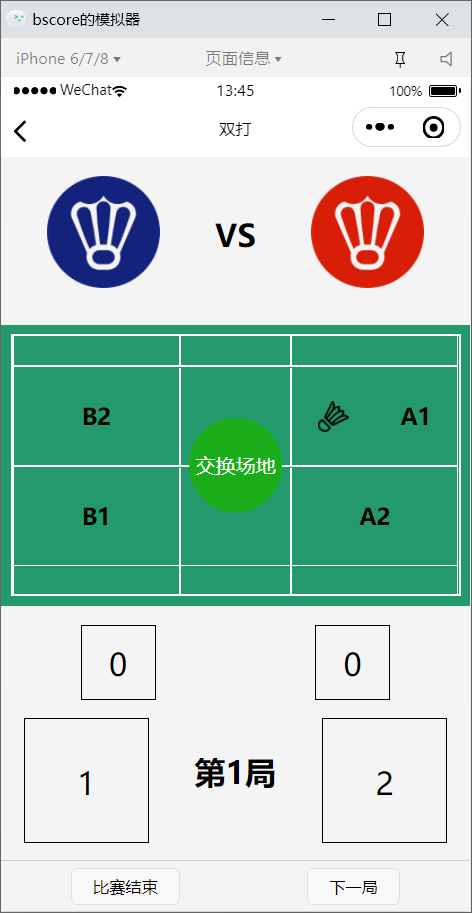 bscore的模拟器
iPhone 6/7/8 页面信息
WeChat 13:45 100%
双打
VS
B2 A1
交换场地
B1 A2
0 0
1 第1局 2
比赛结束 下一局